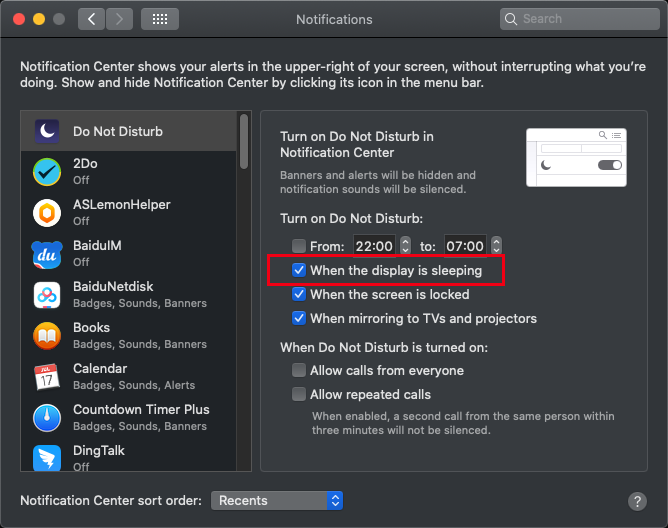 Notifications
Search
Notification Center shows your alerts in the upper-right of your screen, without interrupting what you're
doing. Show and hide Notification Center by clicking its icon in the menu bar.
Do Not Disturb
2Do
Off
ASLemonHelper
Off
BaiduIM
Off
BaiduNetdisk
Badges, Sounds, Banners
Books
Badges, Sounds, Banners
JUL
17
Calendar
Badges, Sounds, Alerts
Countdown Timer Plus
Badges, Sounds, Banners
DingTalk
Off
Turn on Do Not Disturb in
Notification Center
Banners and alerts will be hidden and
notification sounds will be silenced.
Turn on Do Not Disturb:
From: 22:00 to: 07:00
When the display is sleeping
When the screen is locked
When mirroring to TVs and projectors
When Do Not Disturb is turned on:
Allow calls from everyone
Allow repeated calls
When enabled, a second call from the same person within
three minutes will not be silenced.
Notification Center sort order: Recents
?